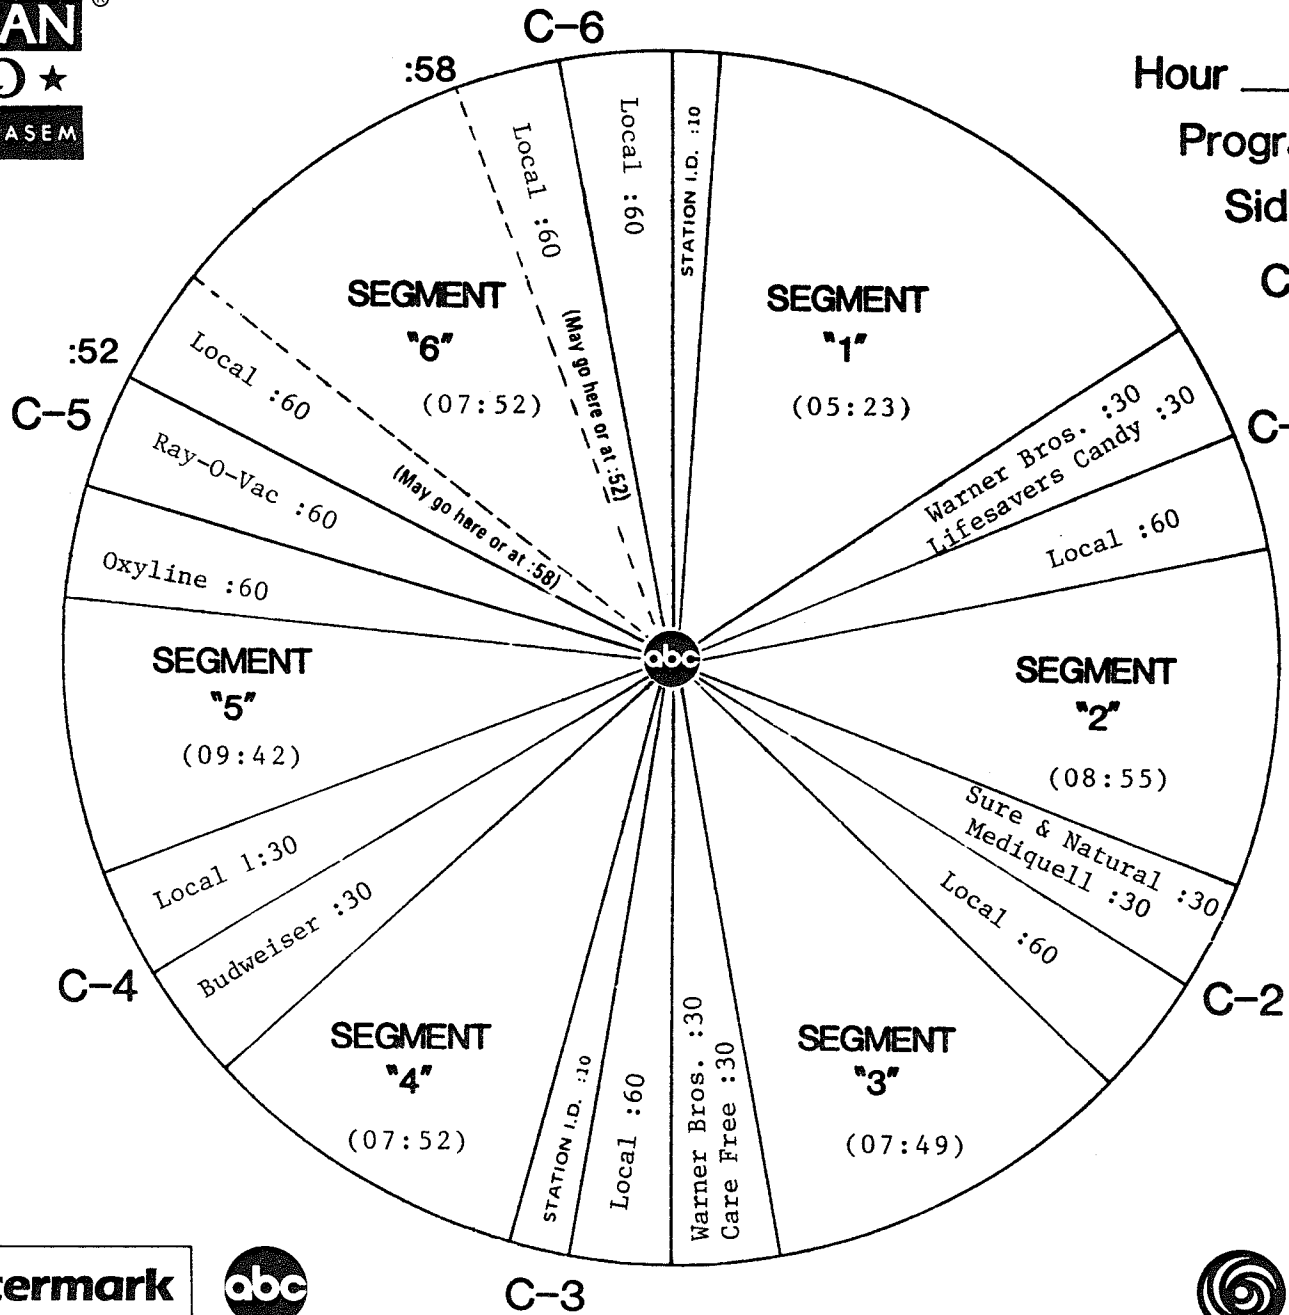 AN
®
ASEM
C-6
:58
Hour
Progra
Sid
C
Local :60
Local :60
STATION I.D. :10
SEGMENT
"6"
(07:52)
(May go here or at :52)
SEGMENT
"1"
(05:23)
:52
C-5
Local :60
(May go here or at :58)
Ray-O-Vac :60
Oxyline :60
Warner Bros. :30
Lifesavers Candy :30
C-
Local :60
abc
SEGMENT
"5"
(09:42)
SEGMENT
"2"
(08:55)
Sure & Natural :30
Mediquell :30
Local :60
C-2
Local 1:30
Budweiser :30
C-4
SEGMENT
"4"
(07:52)
STATION I.D. :10
Local :60
Warner Bros. :30
Care Free :30
SEGMENT
"3"
(07:49)
C-3
termark
abc